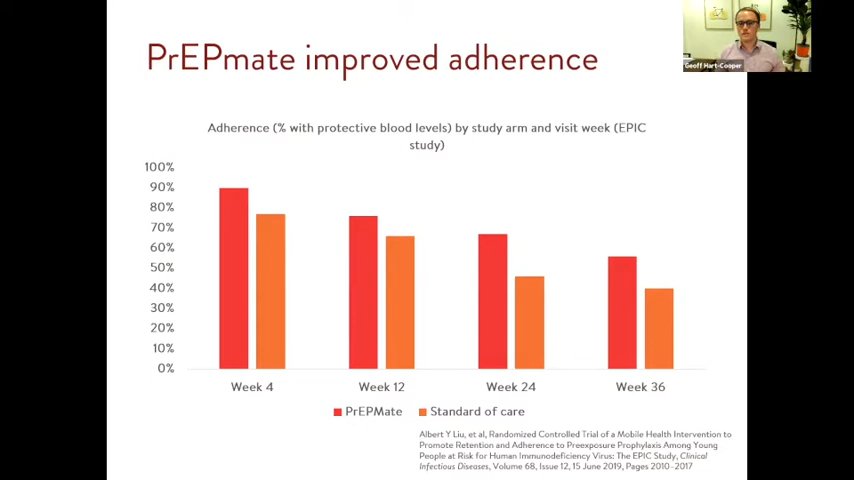 PrEPmate improved adherence
Geoff Hart-Cooper
Adherence (% with protective blood levels) by study arm and visit week (EPIC
study)
100%
90%
80%
70%
60%
50%
40%
30%
20%
10%
0%
Week 4
Week 12
Week 24
Week 36
PrEPMate
Standard of care
Albert Y Liu, et al, Randomized Controlled Trial of a Mobile Health Intervention to
Promote Retention and Adherence to Preexposure Prophylaxis Among Young
People at Risk for Human Immunodeficiency Virus: The EPIC Study, Clinical
Infectious Diseases, Volume 68, Issue 12, 15 June 2019, Pages 2010–2017